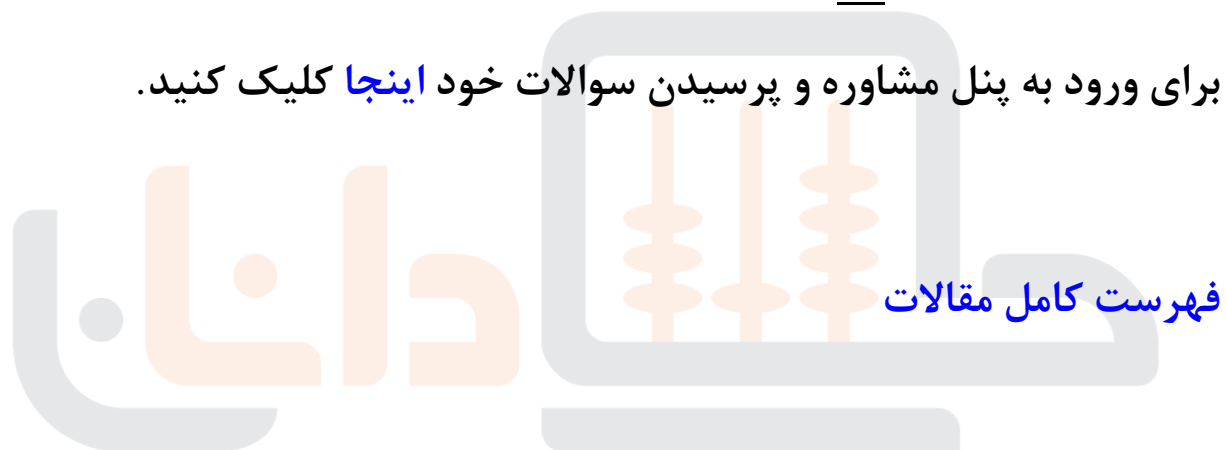 برای ورود به پنل مشاوره و پرسیدن سوالات خود اینجا کلیک کنید.
فهرست کامل مقالات